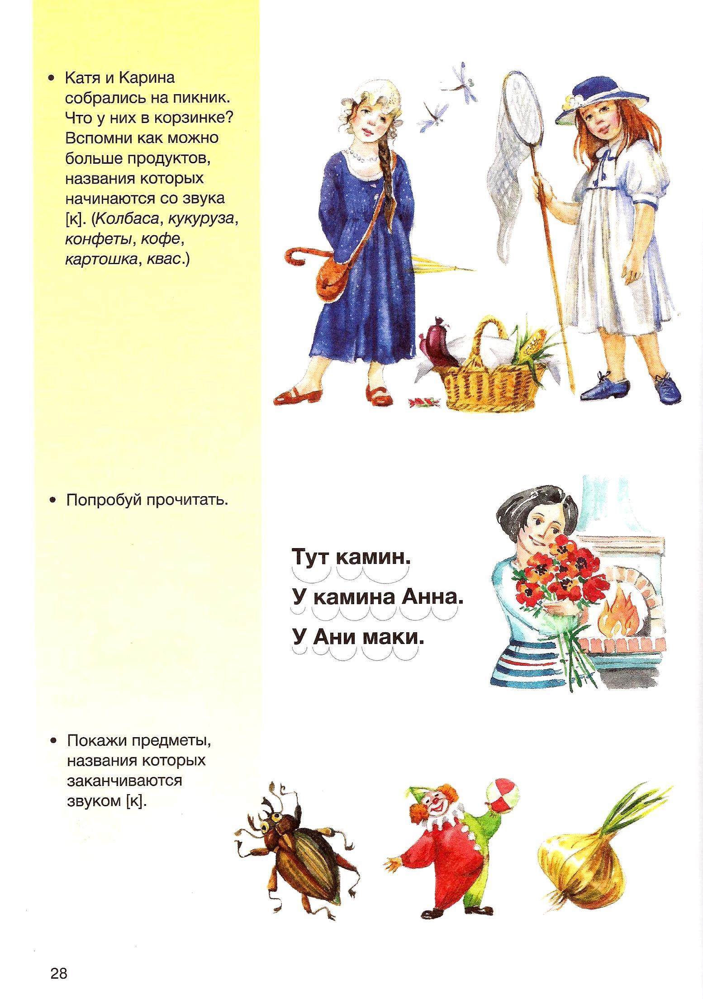 • Катя и Карина
собрались на пикник.
Что у них в корзинке?
Вспомни как можно
больше продуктов,
названия которых
начинаются со звука
[к]. (Колбаса, кукуруза,
конфеты, кофе,
картошка, квас.)
• Попробуй прочитать.
Тут камин.
У камина Анна.
У Ани маки.
• Покажи предметы,
названия которых
заканчиваются
звуком [к].
28